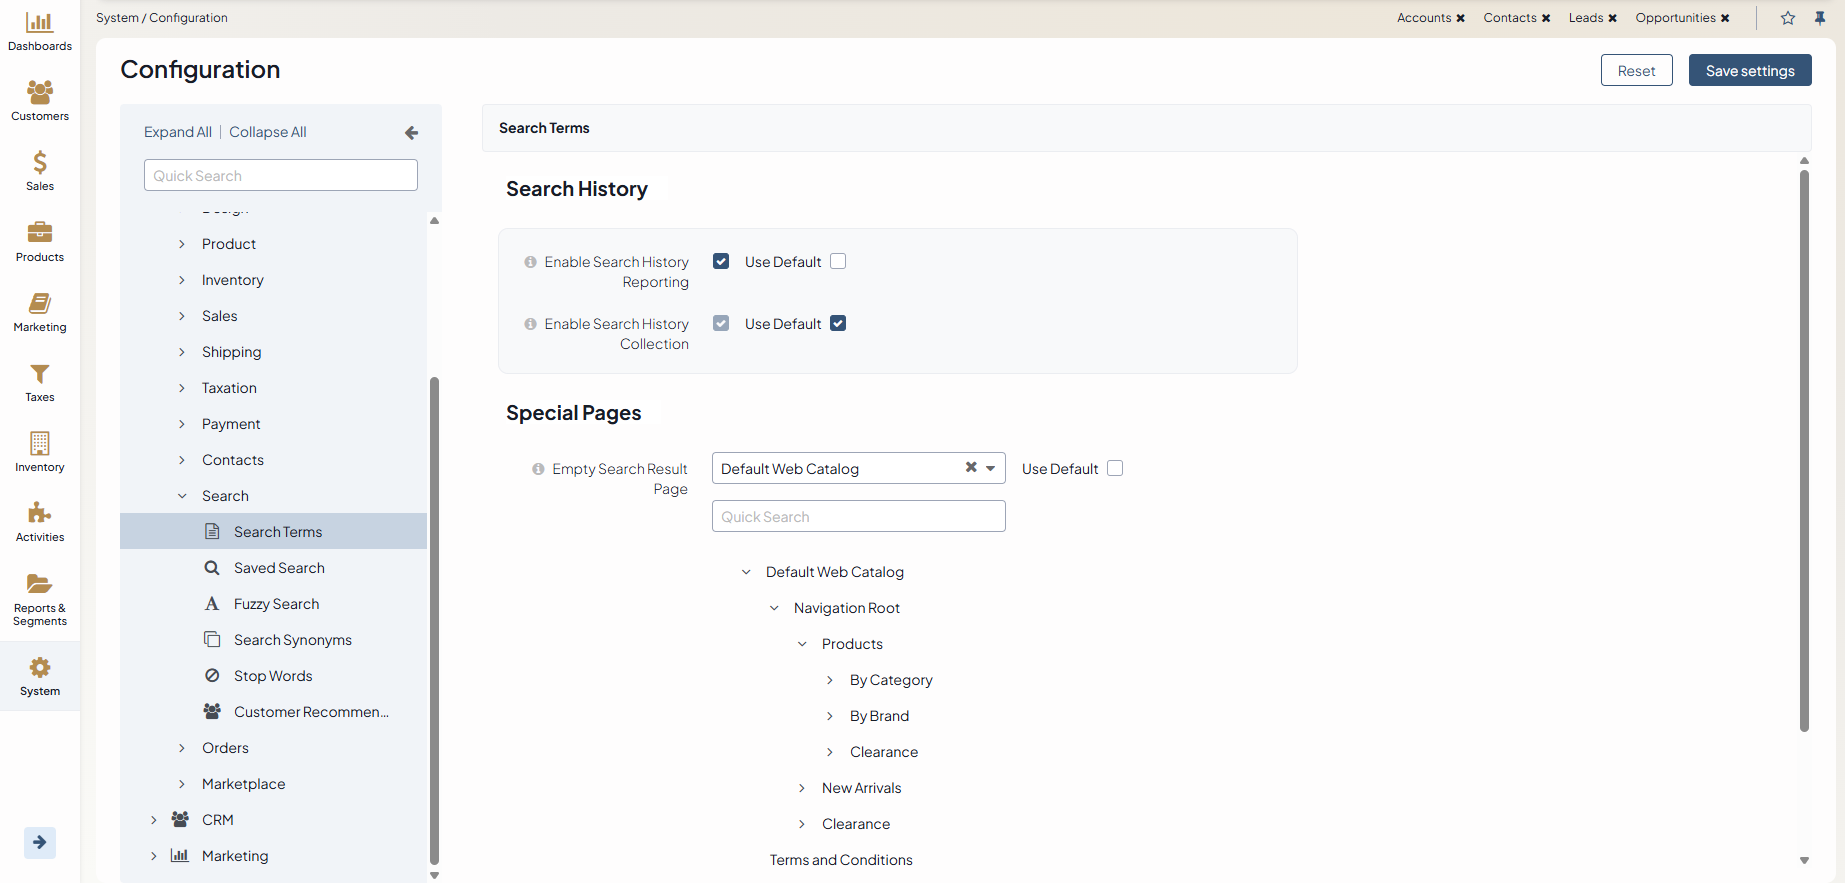 Dashboards
Customers
Sales
Products
Marketing
Taxes
Inventory
Activities
Reports &
Segments
System
System / Configuration
Accounts
Contacts
Leads
Opportunities
Configuration
Reset
Save settings
Expand All | Collapse All
Quick Search
Design
Product
Inventory
Sales
Shipping
Taxation
Payment
Contacts
Search
Search Terms
Saved Search
Fuzzy Search
Search Synonyms
Stop Words
Customer Recommen...
Orders
Marketplace
CRM
Marketing
Search Terms
Search History
Enable Search History
Reporting
Use Default
Enable Search History
Collection
Use Default
Special Pages
Empty Search Result
Page
Default Web Catalog
Use Default
Quick Search
Default Web Catalog
Navigation Root
Products
By Category
By Brand
Clearance
New Arrivals
Clearance
Terms and Conditions